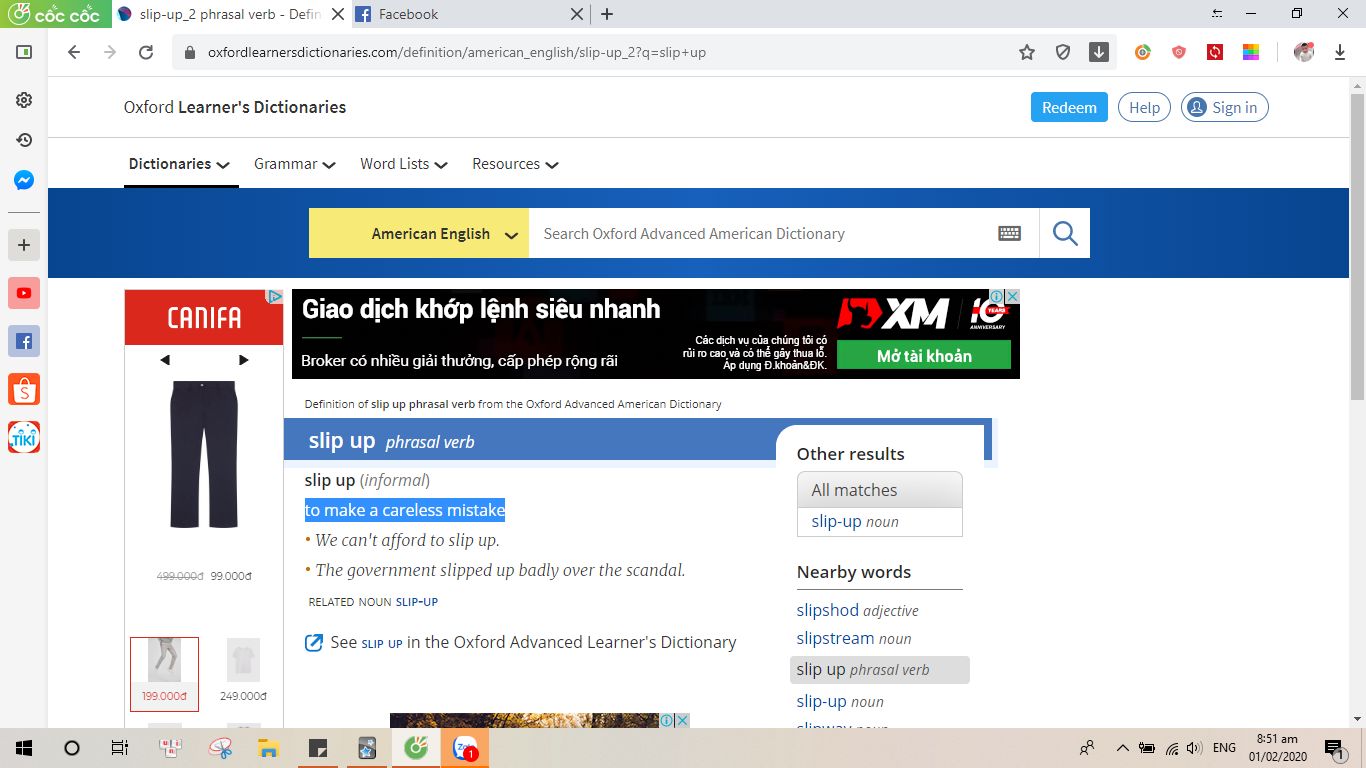 cốc cốc
slip-up_2 phrasal verb - Defin
Facebook
oxfordlearnersdictionaries.com/definition/american_english/slip-up_2?q=slip+up
Oxford Learner's Dictionaries
Redeem
Help
Sign in
Dictionaries
Grammar
Word Lists
Resources
American English
Search Oxford Advanced American Dictionary
CANIFA
499.000đ 99.000đ
199.000đ
249.000đ
Giao dịch khớp lệnh siêu nhanh
Broker có nhiều giải thưởng, cấp phép rộng rãi
Các dịch vụ của chúng tôi có
rủi ro cao và có thể gây thua lỗ.
Áp dụng Đ.khoản&ĐK.
XM
10
YEARS
ANNIVERSARY
Mở tài khoản
Definition of slip up phrasal verb from the Oxford Advanced American Dictionary
slip up phrasal verb
slip up (informal)
to make a careless mistake
• We can't afford to slip up.
• The government slipped up badly over the scandal.
RELATED NOUN SLIP-UP
See SLIP UP in the Oxford Advanced Learner's Dictionary
Other results
All matches
slip-up noun
Nearby words
slipshod adjective
slipstream noun
slip up phrasal verb
slip-up noun
slipway noun
S
TIKI
Zalo
1
ENG
8:51 am
01/02/2020
1